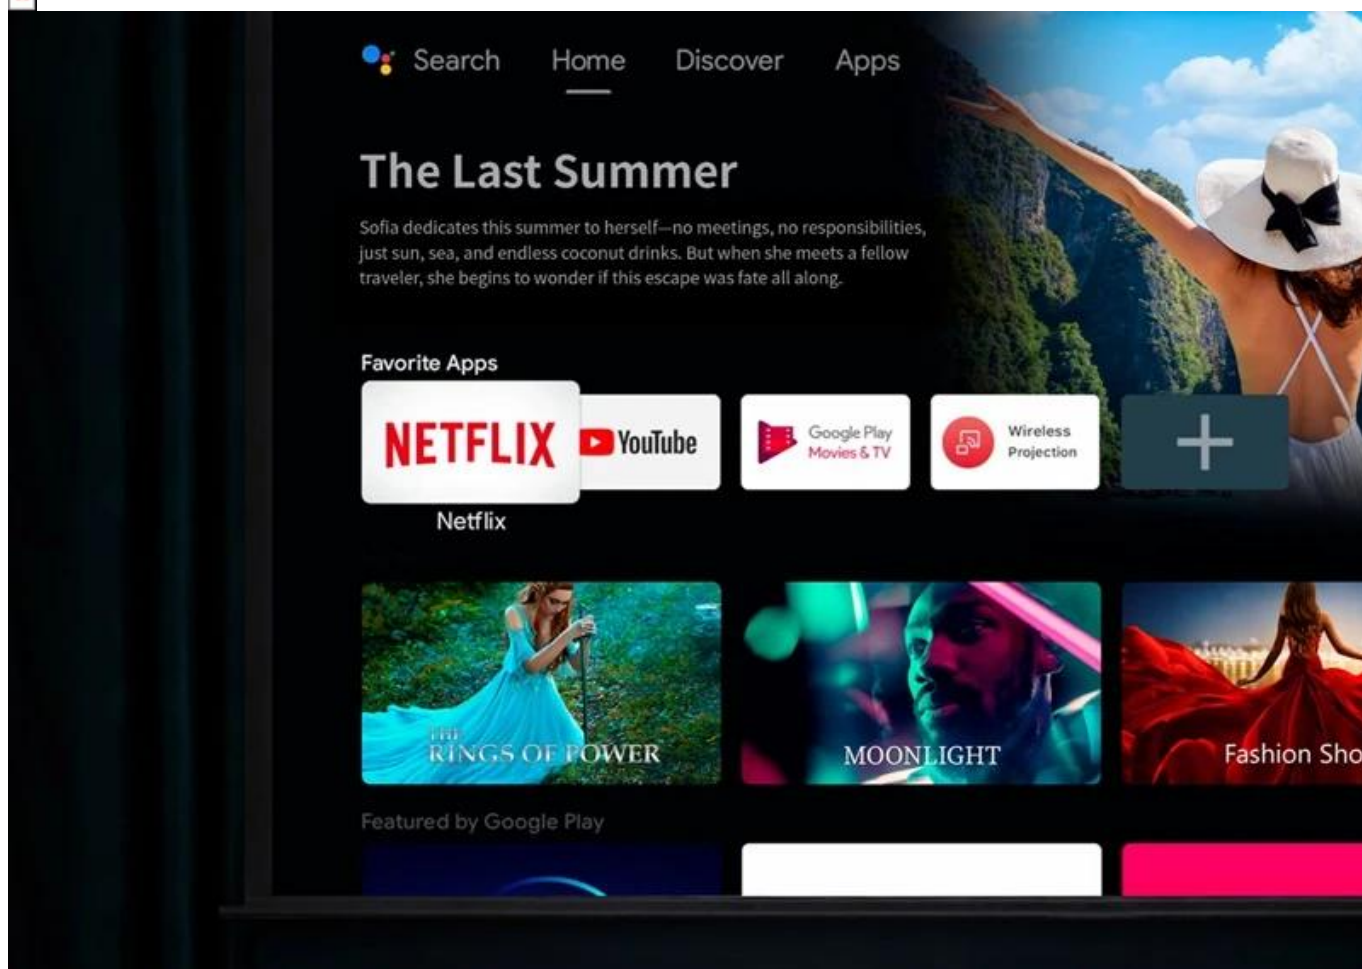 Search Home Discover Apps
The Last Summer
Sofia dedicates this summer to herself—no meetings, no responsibilities,
just sun, sea, and endless coconut drinks. But when she meets a fellow
traveler, she begins to wonder if this escape was fate all along.
Favorite Apps
NETFLIX
YouTube
Google Play
Movies & TV
Wireless
Projection
Netflix
THE
RINGS OF POWER
MOONLIGHT
Fashion Sho
Featured by Google Play